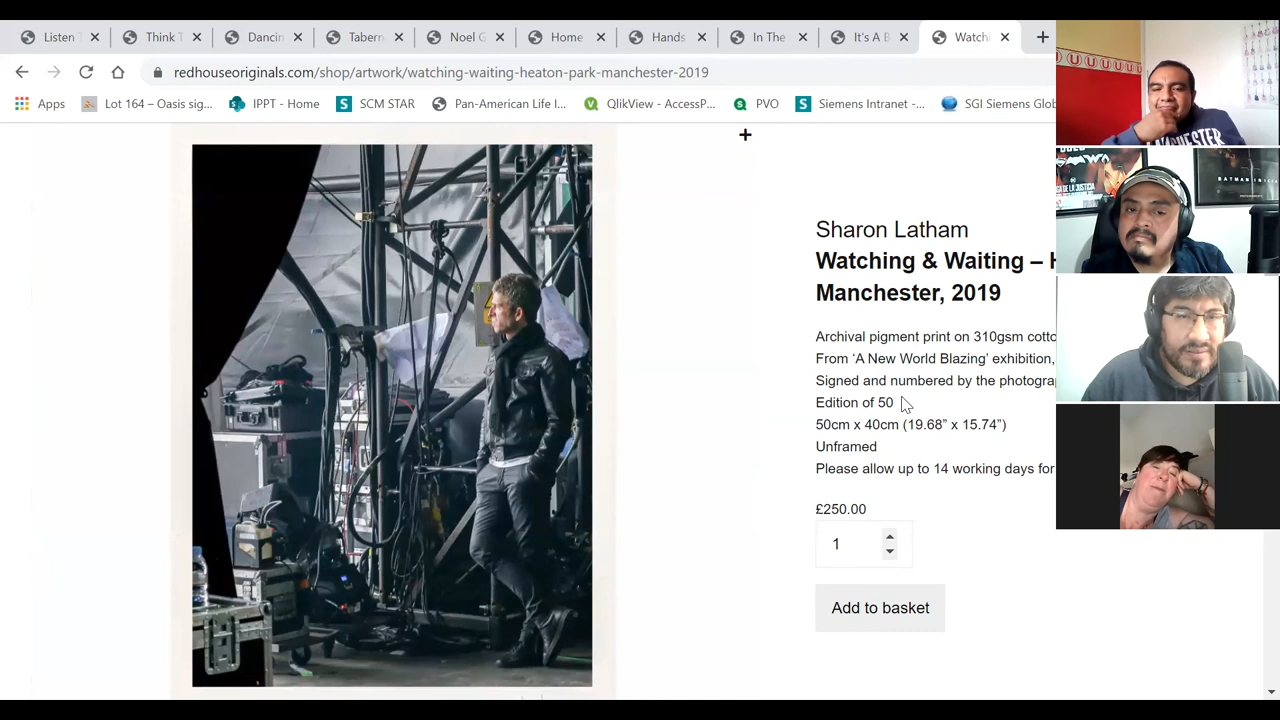 Listen T
Think T
Dancin
Tabern
Noel G
Home
Hands
In The
It's A B
Watchi
redhouseoriginals.com/shop/artwork/watching-waiting-heaton-park-manchester-2019
Apps
Lot 164 – Oasis sig...
IPPT - Home
SCM STAR
Pan-American Life I...
QlikView - AccessP...
PVO
Siemens Intranet -...
SGI Siemens Glob
Sharon Latham
Watching & Waiting – H
Manchester, 2019
Archival pigment print on 310gsm cotto
From ‘A New World Blazing’ exhibition,
Signed and numbered by the photogra
Edition of 50
50cm x 40cm (19.68” x 15.74”)
Unframed
Please allow up to 14 working days for
£250.00
1
Add to basket
BATMAN